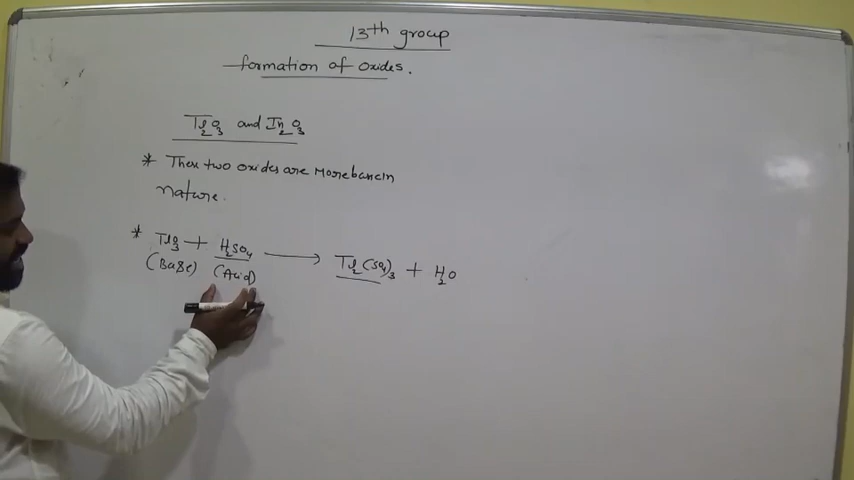 13th group
formation of oxides.
Tl2O3 and In2O3
* These two oxides are More basic in
nature.
* TlO3 + H2SO4 ⟶ Tl2(SO4)3 + H2O
(Base) (Acid)